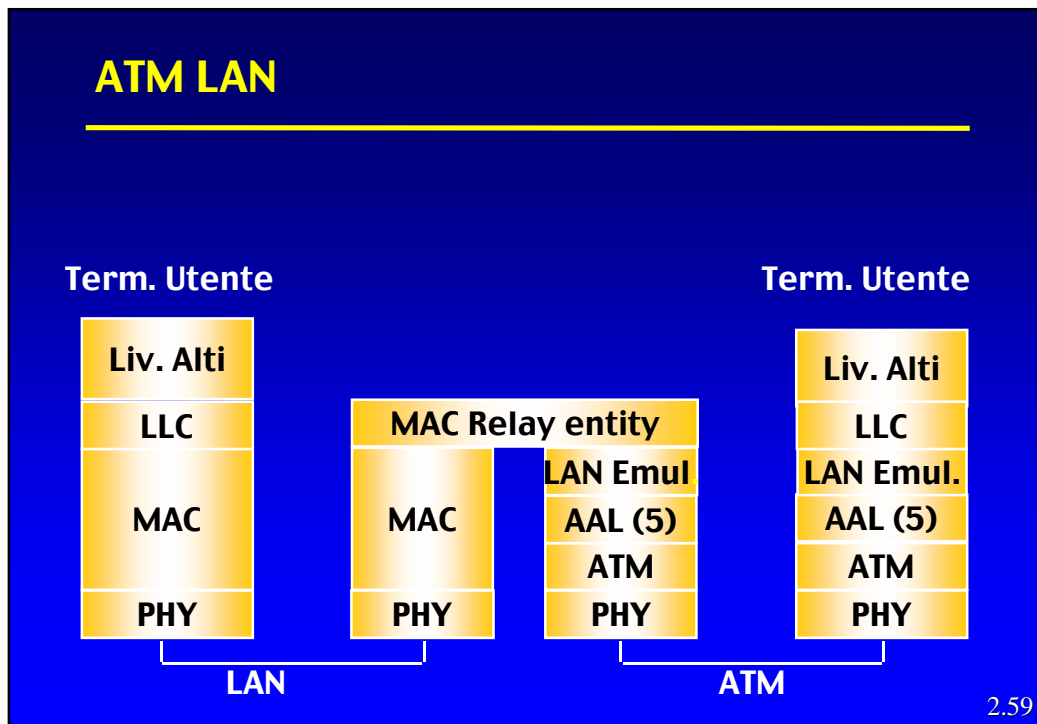 ATM LAN
Term. Utente
Term. Utente
Liv. Alti
LLC
MAC
PHY
MAC Relay entity
MAC
PHY
LAN Emul.
AAL (5)
ATM
PHY
Liv. Alti
LLC
LAN Emul.
AAL (5)
ATM
PHY
LAN
ATM
2.59